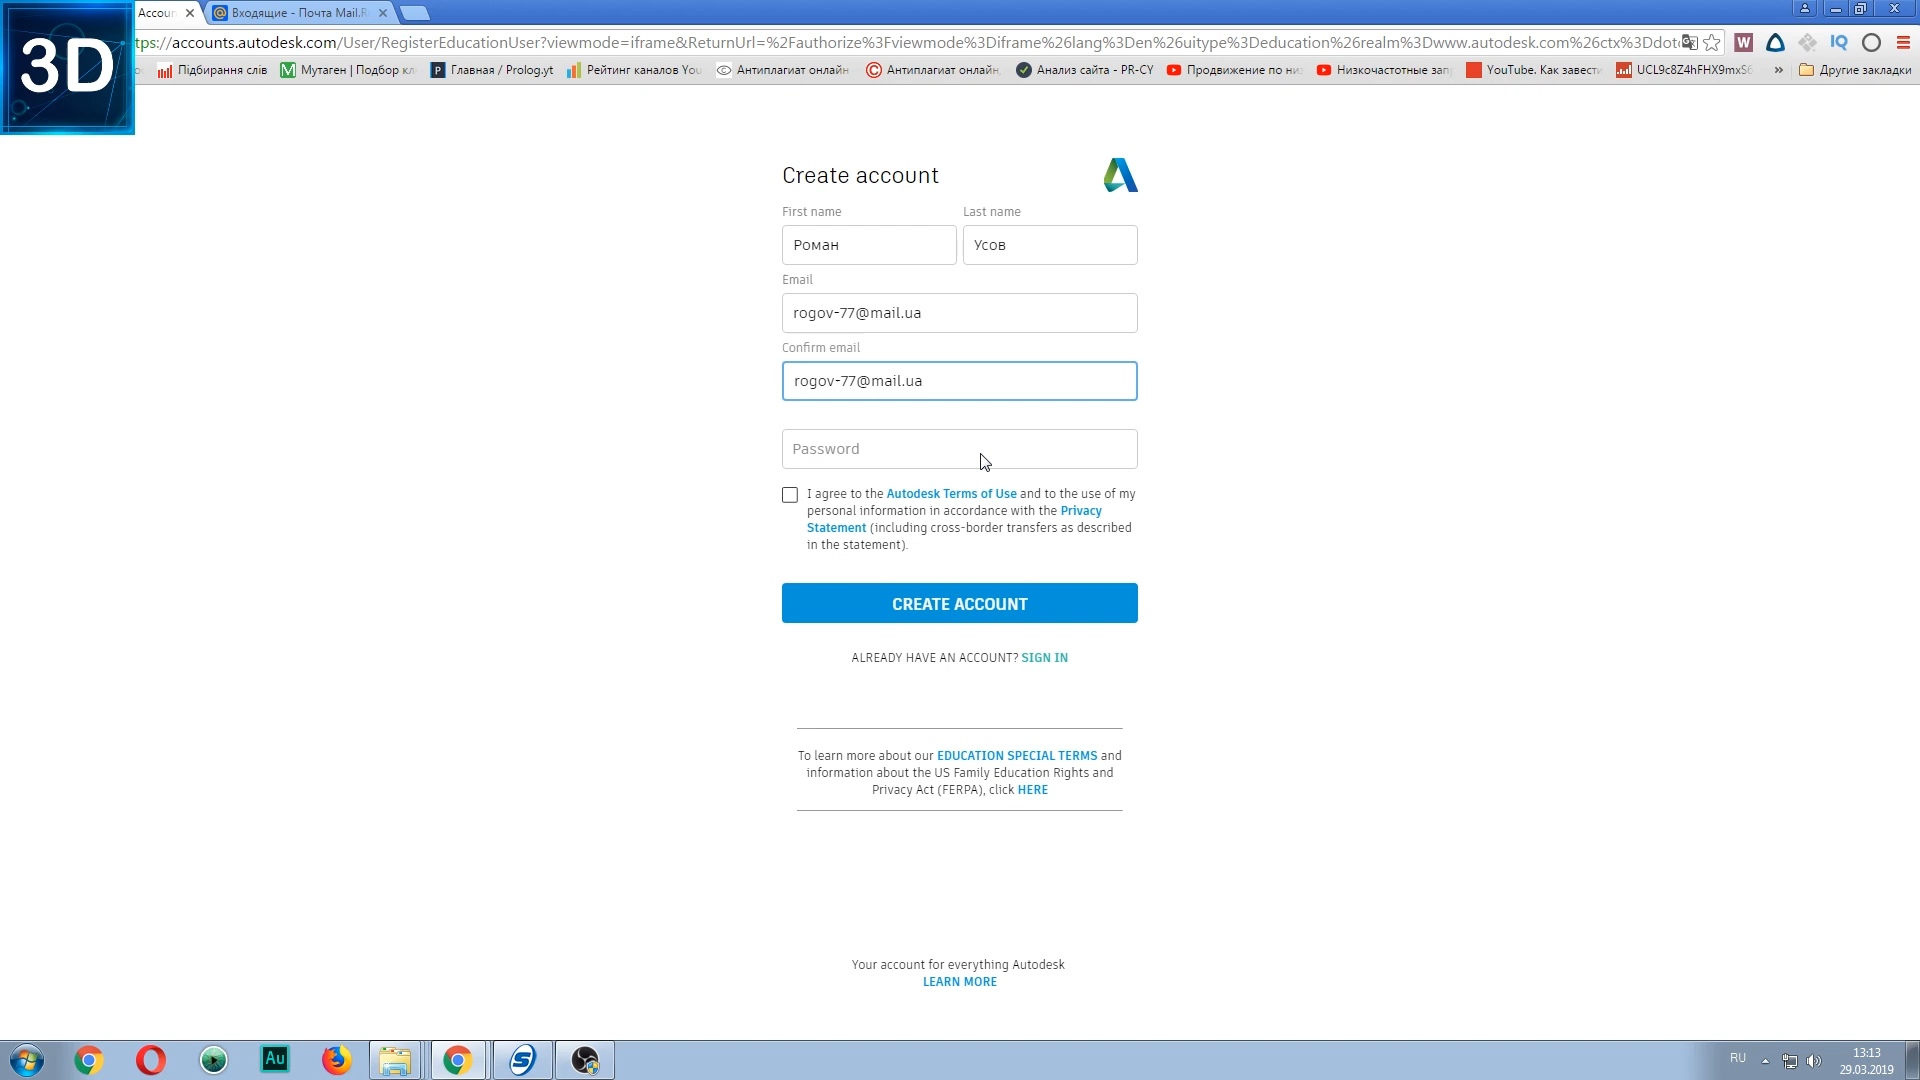 3D
Accoun
Входящие - Почта Mail.R
tps://accounts.autodesk.com/User/RegisterEducationUser?viewmode=iframe&ReturnUrl=%2Fauthorize%3Fviewmode%3Diframe%26lang%3Den%26uitype%3Deducation%26realm%3Dwww.autodesk.com%26ctx%3Ddot
W IQ
Підбирання слів Мутаген | Подбор кл Главная / Prolog.yt Рейтинг каналов You Антиплагиат онлайн Антиплагиат онлайн, Анализ сайта - PR-CY Продвижение по ни Низкочастотные зап YouTube. Как завести UCL9c8Z4hFHX9mxS6 » Другие закладки
Create account
First name Last name
Роман Усов
Email
rogov-77@mail.ua
Confirm email
rogov-77@mail.ua
Password
I agree to the Autodesk Terms of Use and to the use of my
personal information in accordance with the Privacy
Statement (including cross-border transfers as described
in the statement).
CREATE ACCOUNT
ALREADY HAVE AN ACCOUNT? SIGN IN
To learn more about our EDUCATION SPECIAL TERMS and
information about the US Family Education Rights and
Privacy Act (FERPA), click HERE
Your account for everything Autodesk
LEARN MORE
Au
RU
13:13
29.03.2019